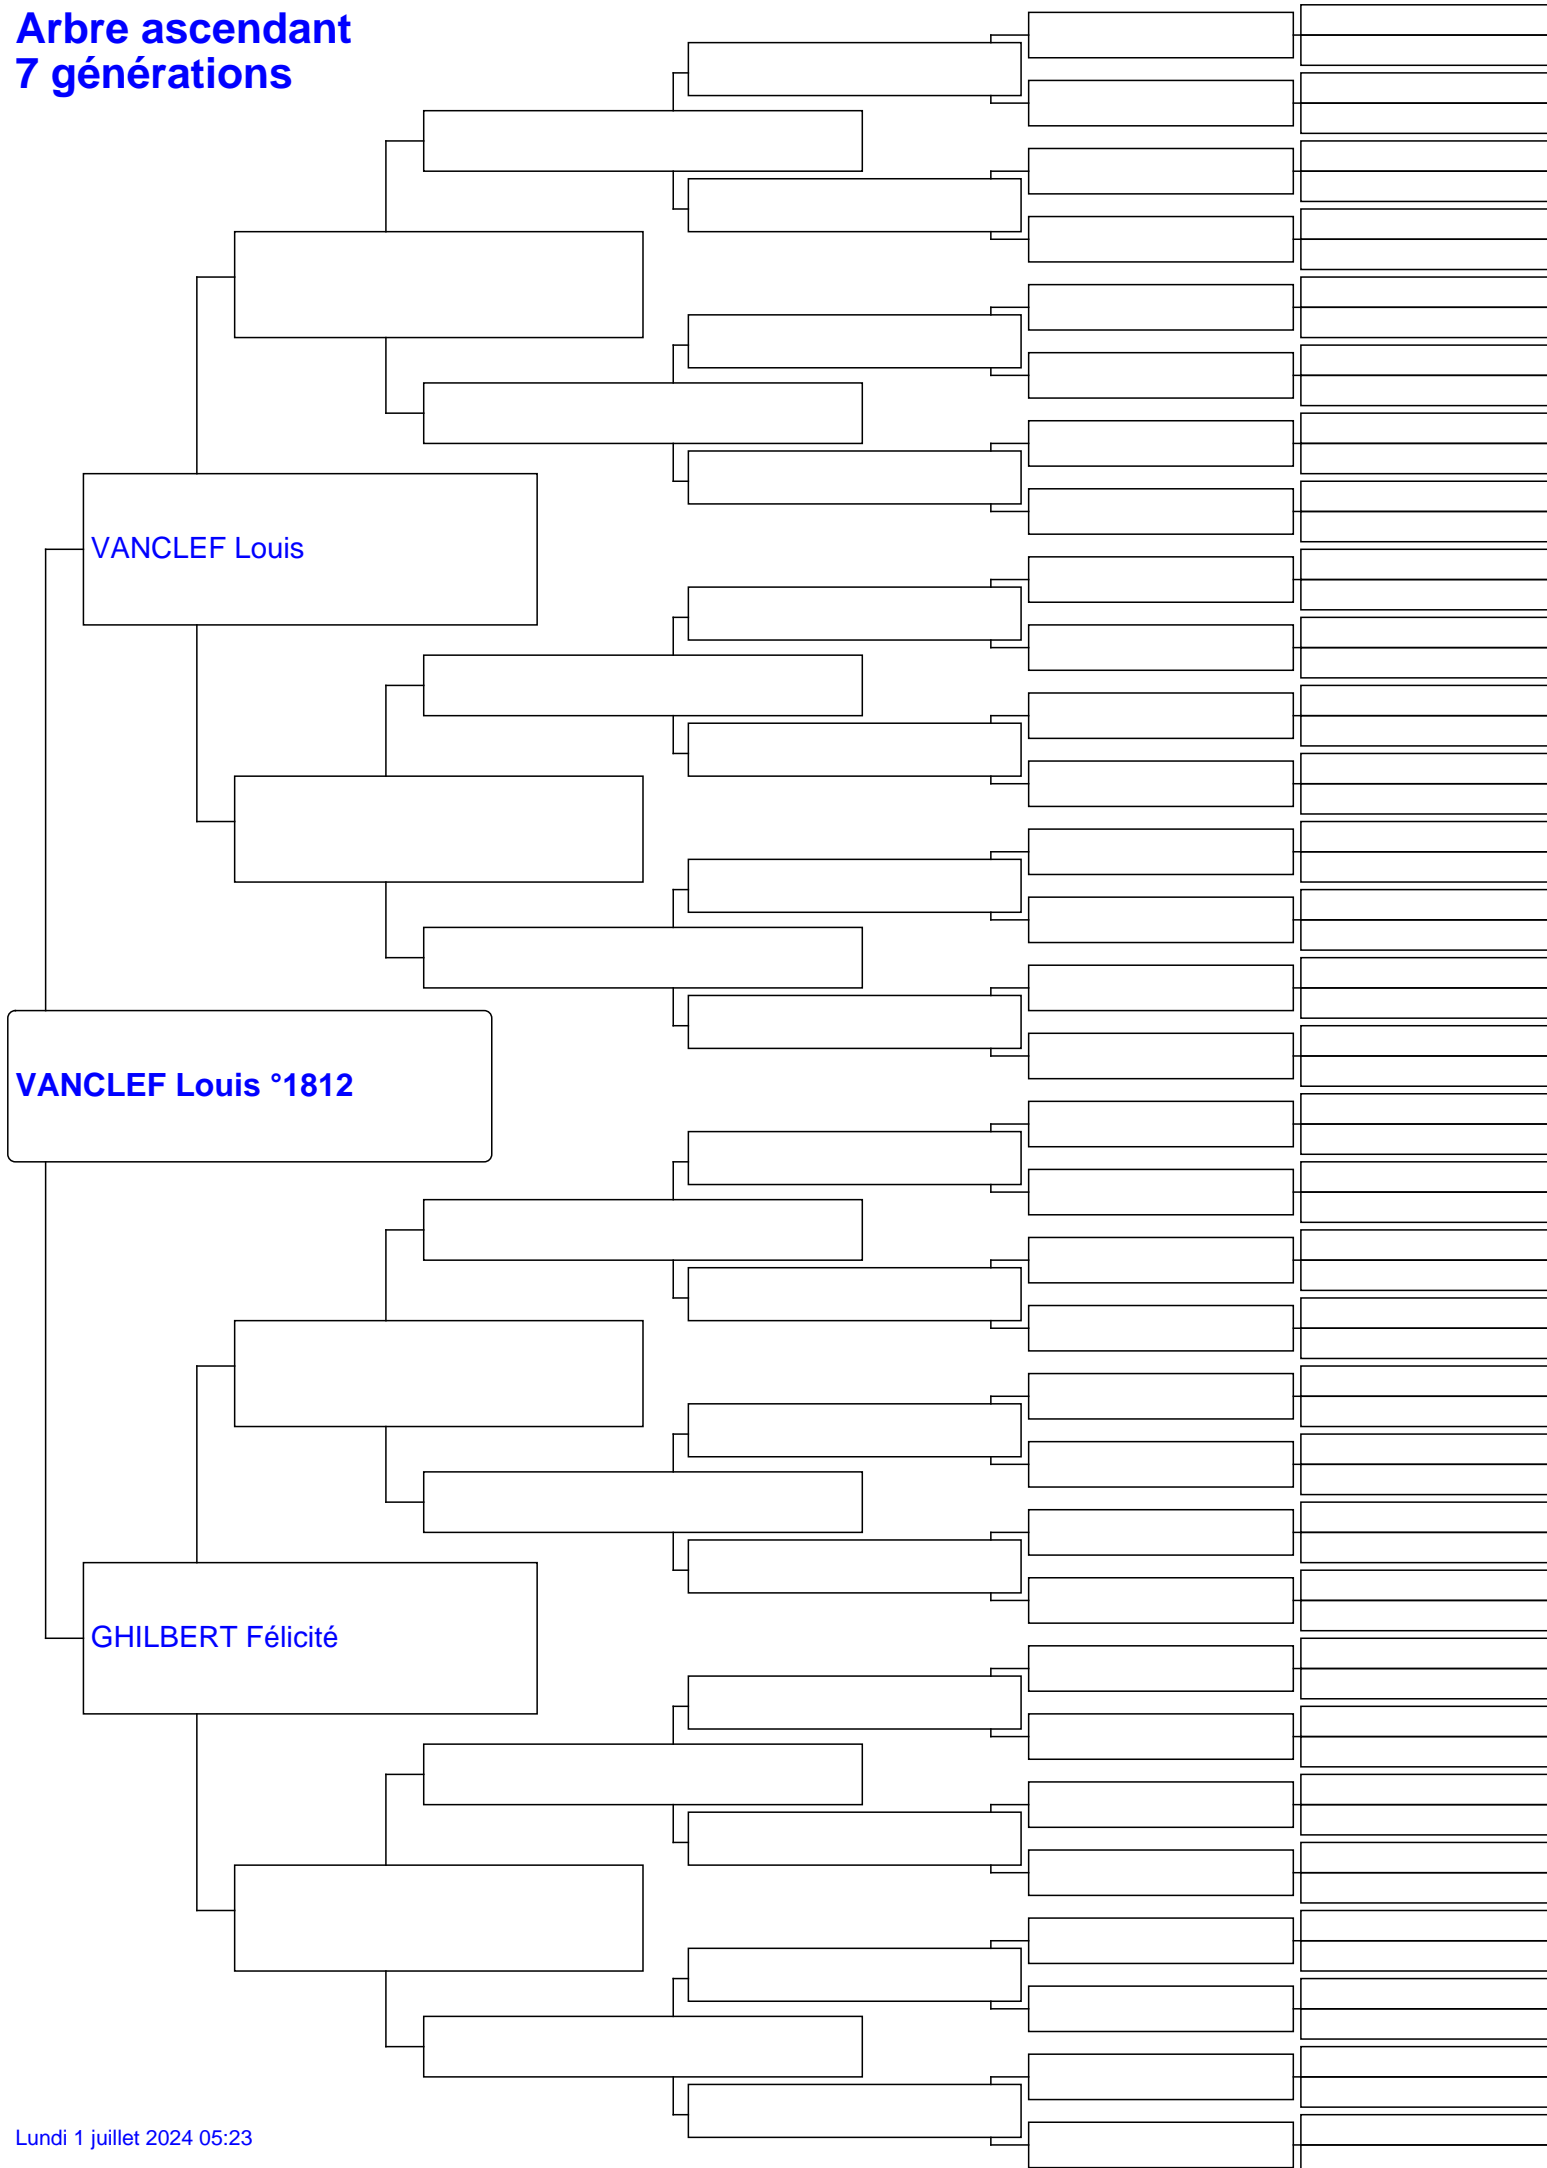 Arbre ascendant
7 générations
VANCLEF Louis
VANCLEF Louis °1812
GHILBERT Félicité
Lundi 1 juillet 2024 05:23